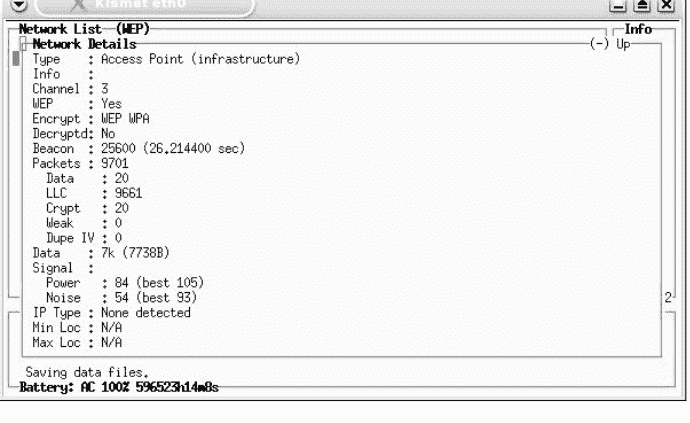 Kismet eth0
Network List—(WEP) Info
Network Details (-) Up
Type : Access Point (infrastructure)
Info :
Channel : 3
WEP : Yes
Encrypt : WEP WPA
Decryptd: No
Beacon : 25600 (26.214400 sec)
Packets : 9701
Data : 20
LLC : 9661
Crypt : 20
Weak : 0
Dupe IV : 0
Data : 7k (7738B)
Signal :
Power : 84 (best 105)
Noise : 54 (best 93)
2
IP Type : None detected
Min Loc : N/A
Max Loc : N/A
Saving data files.
Battery: AC 100% 596523h14m8s